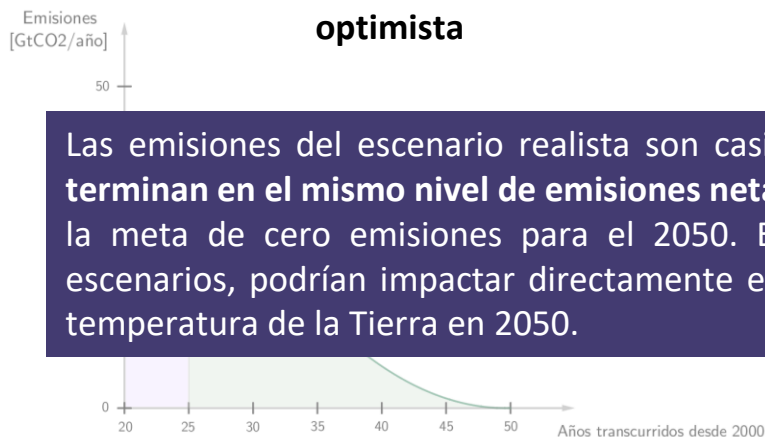 Emisiones
[GtCO2/año]
optimista
50
Las emisiones del escenario realista son casi
terminan en el mismo nivel de emisiones neta
la meta de cero emisiones para el 2050. E
escenarios, podrían impactar directamente e
temperatura de la Tierra en 2050.
0
20 25 30 35 40 45 50
Años transcurridos desde 2000